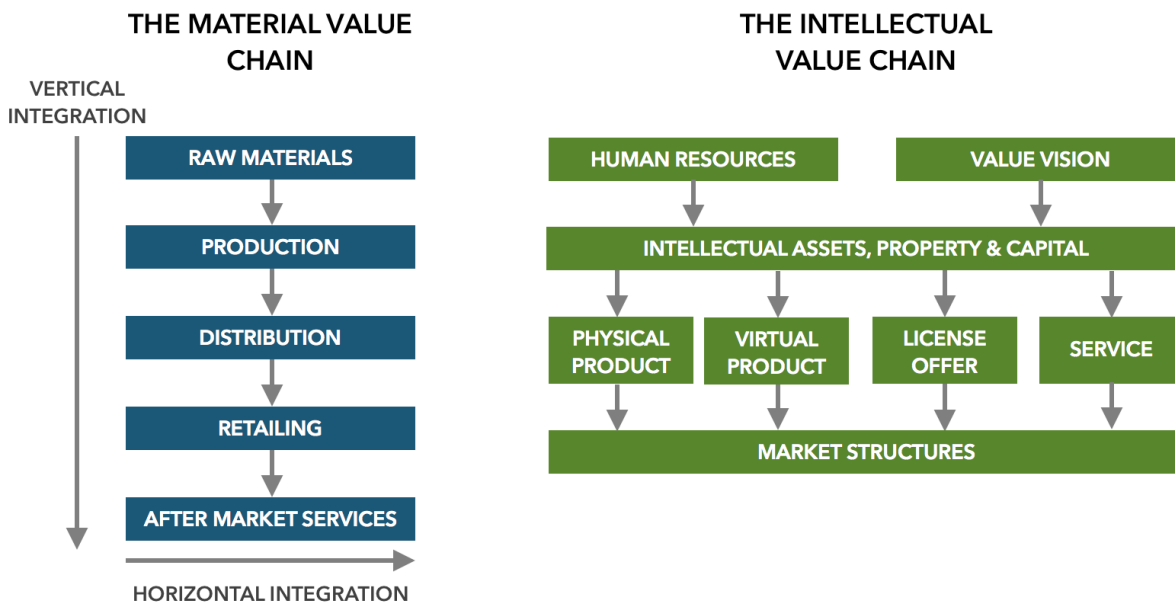 THE MATERIAL VALUE
CHAIN
VERTICAL
INTEGRATION
RAW MATERIALS
PRODUCTION
DISTRIBUTION
RETAILING
AFTER MARKET SERVICES
HORIZONTAL INTEGRATION
THE INTELLECTUAL
VALUE CHAIN
HUMAN RESOURCES
VALUE VISION
INTELLECTUAL ASSETS, PROPERTY & CAPITAL
PHYSICAL
PRODUCT
VIRTUAL
PRODUCT
LICENSE
OFFER
SERVICE
MARKET STRUCTURES